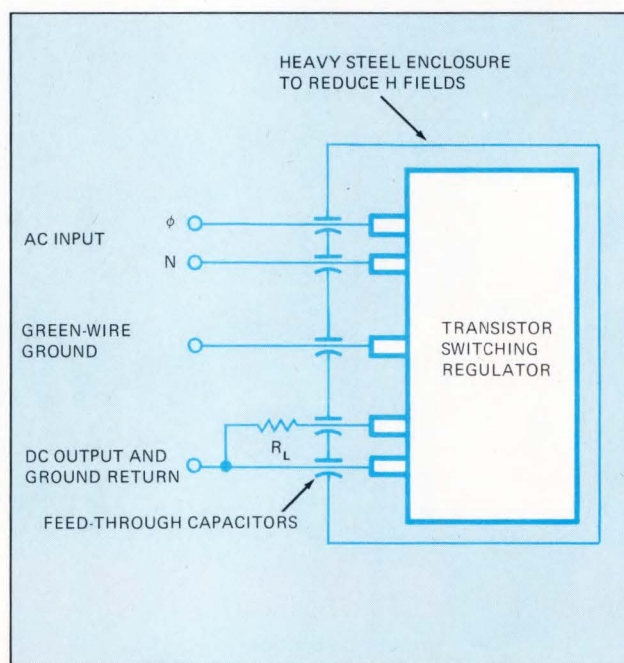 HEAVY STEEL ENCLOSURE
TO REDUCE H FIELDS
AC INPUT
ϕ
N
GREEN-WIRE
GROUND
TRANSISTOR
SWITCHING
REGULATOR
DC OUTPUT AND
GROUND RETURN
RL
FEED-THROUGH CAPACITORS